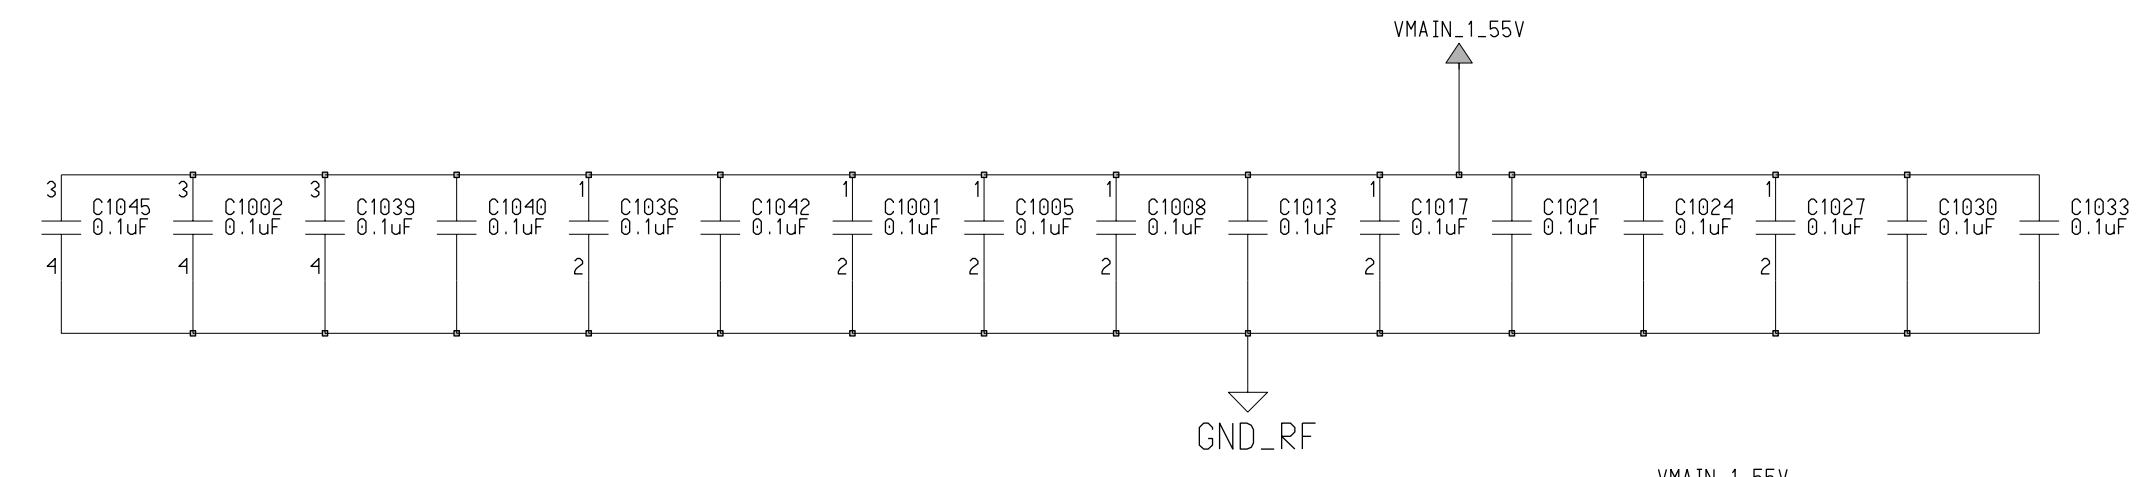 VMAIN_1_55V
3 3 3 1 1 1 1 1 1
C1045 C1002 C1039 C1040 C1036 C1042 C1001 C1005 C1008 C1013 C1017 C1021 C1024 C1027 C1030 C1033
0.1uF 0.1uF 0.1uF 0.1uF 0.1uF 0.1uF 0.1uF 0.1uF 0.1uF 0.1uF 0.1uF 0.1uF 0.1uF 0.1uF 0.1uF 0.1uF
4 4 4 2 2 2 2 2 2
GND_RF
VMAIN_1_55V